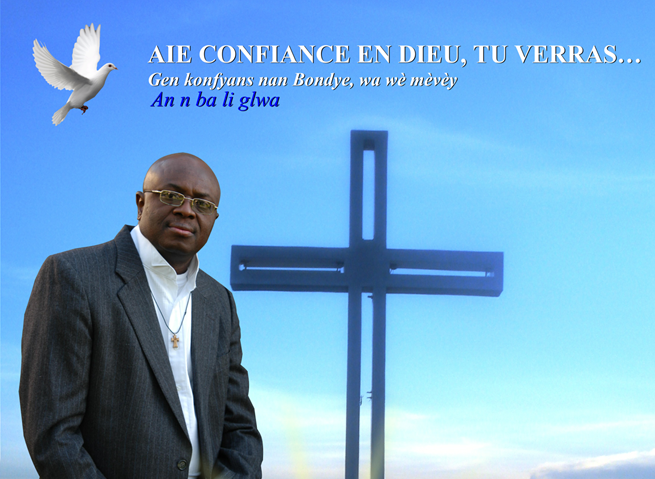 AIE CONFIANCE EN DIEU, TU VERRAS…
Gen konfyans nan Bondye, wa wè mèvèy
An n ba li glwa